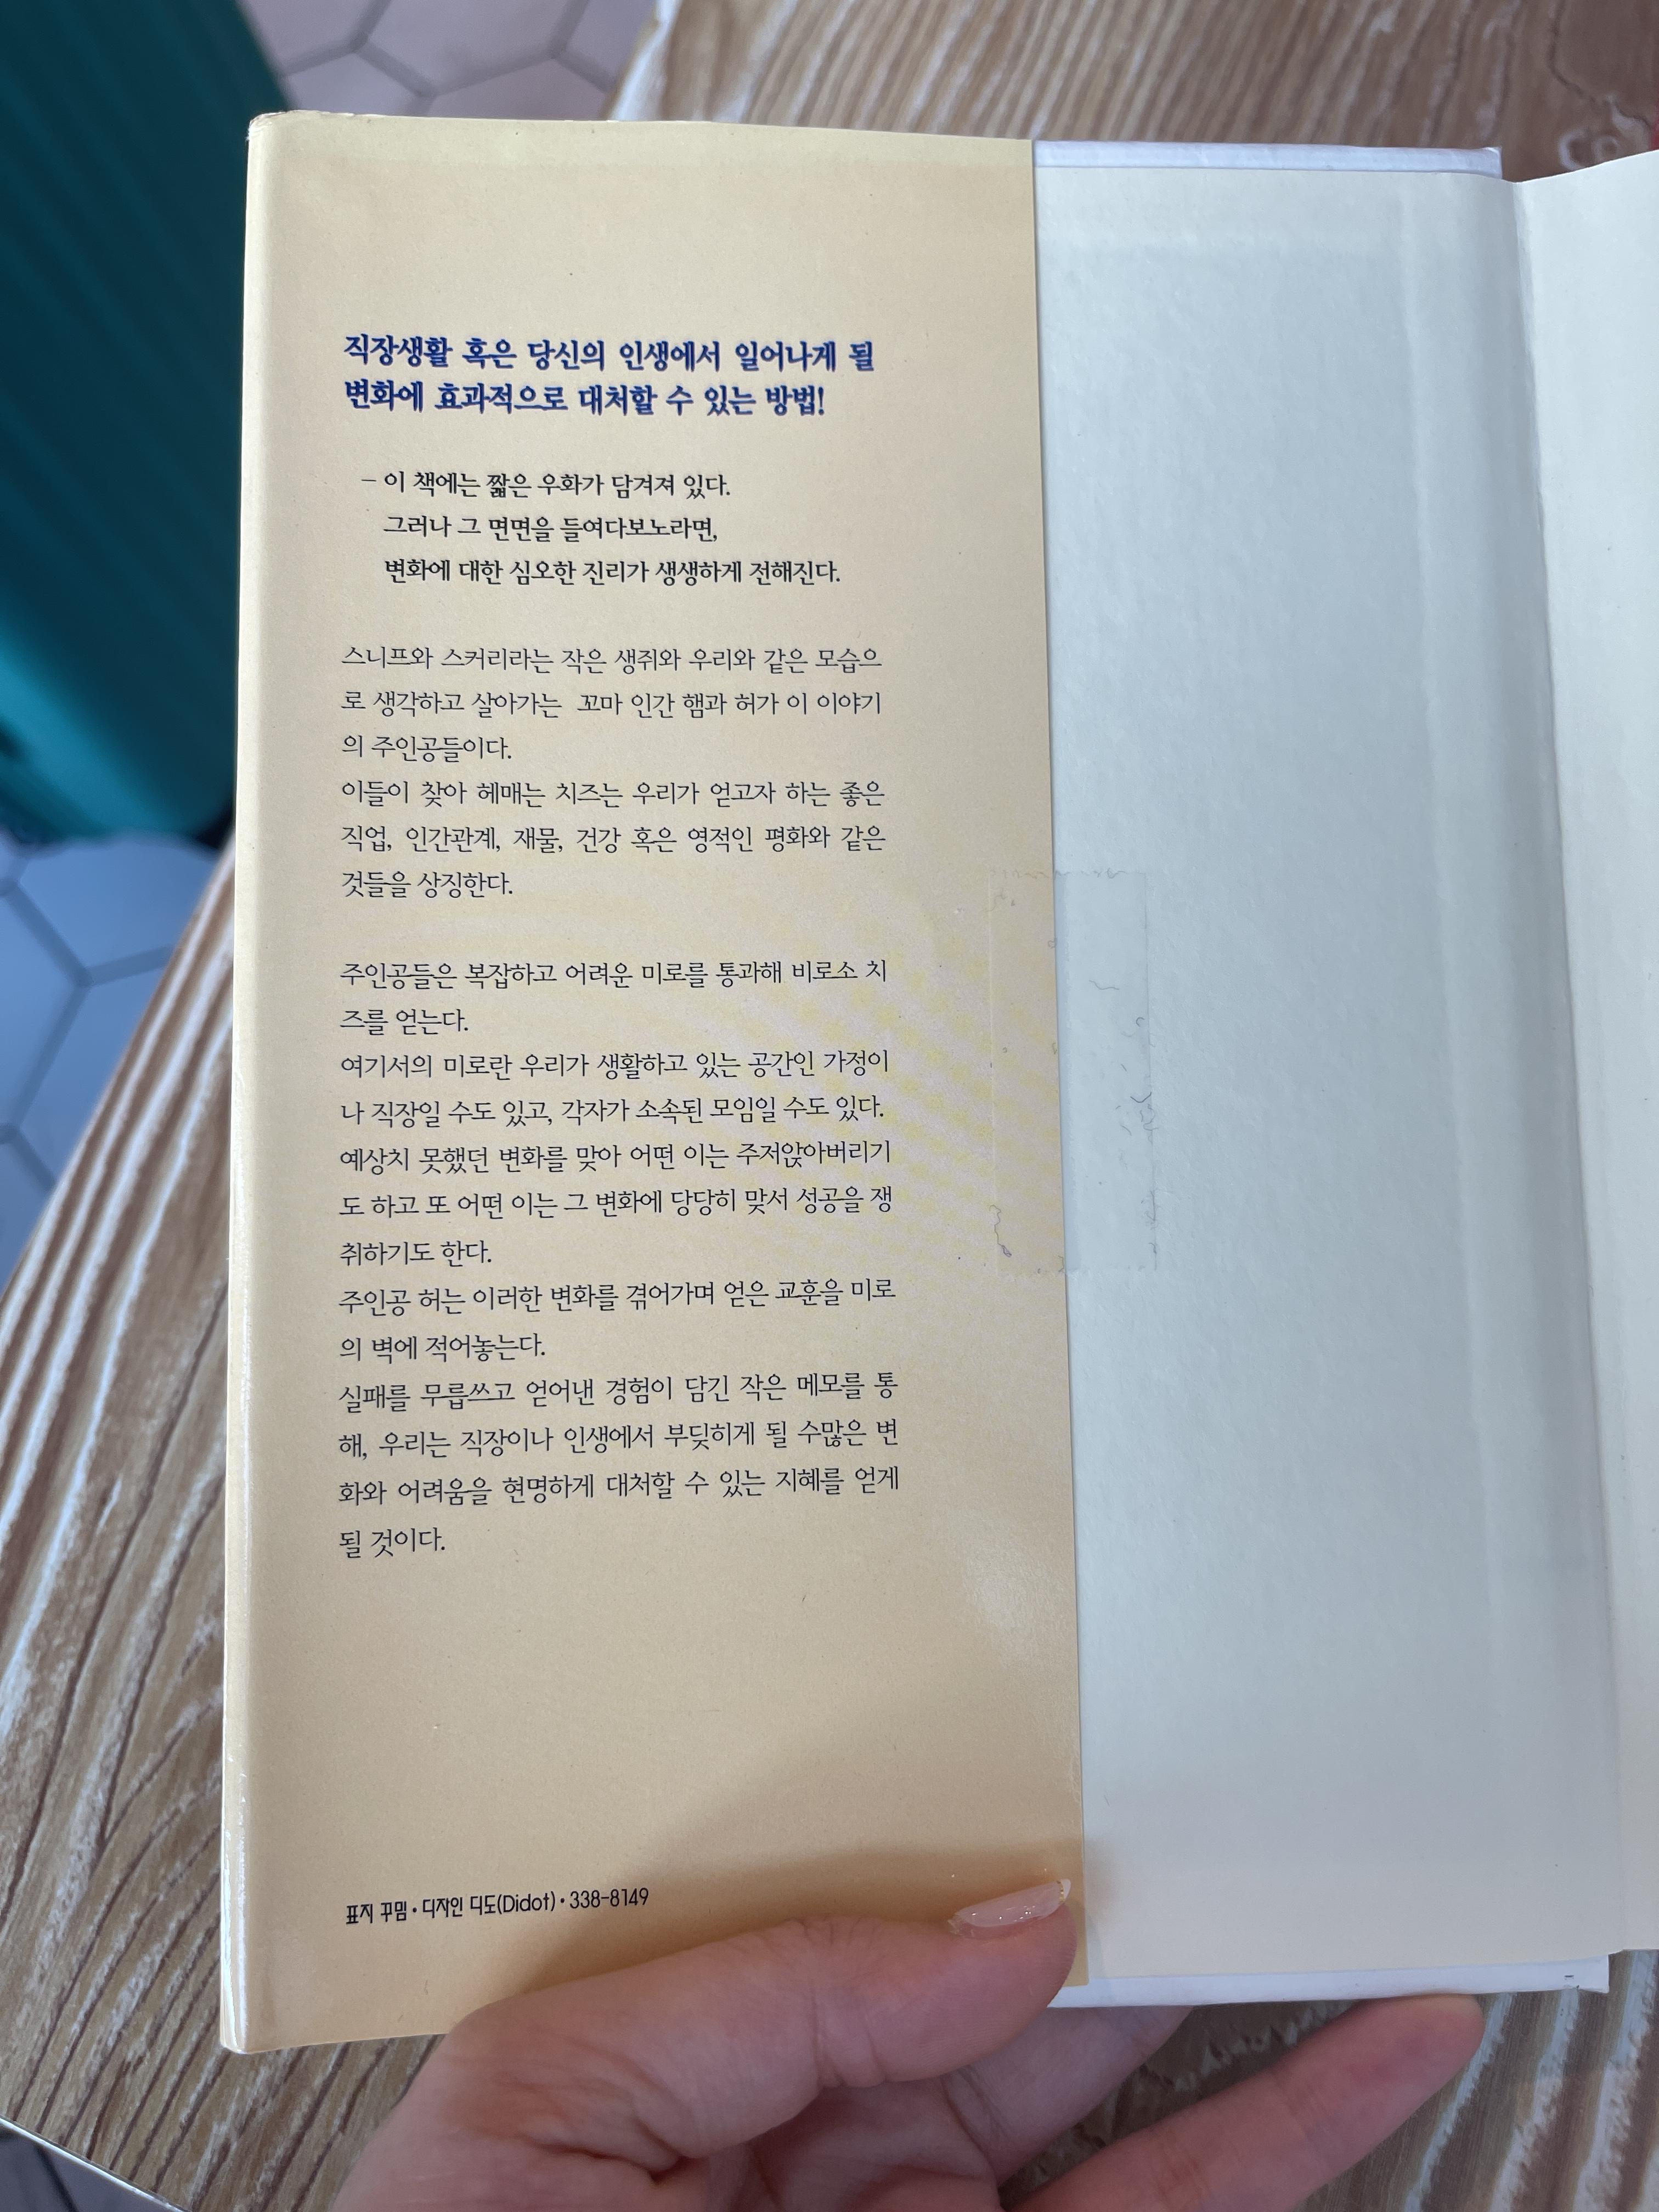 직장생활 혹은 당신의 인생에서 일어나게 될
변화에 효과적으로 대처할 수 있는 방법!
– 이 책에는 짧은 우화가 담겨져 있다.
그러나 그 면면을 들여다보노라면,
변화에 대한 심오한 진리가 생생하게 전해진다.
스니프와 스커리라는 작은 생쥐와 우리와 같은 모습으
로 생각하고 살아가는 꼬마 인간 햄과 허가 이 이야기
의 주인공들이다.
이들이 찾아 헤매는 치즈는 우리가 얻고자 하는 좋은
직업, 인간관계, 재물, 건강 혹은 영적인 평화와 같은
것들을 상징한다.
주인공들은 복잡하고 어려운 미로를 통과해 비로소 치
즈를 얻는다.
여기서의 미로란 우리가 생활하고 있는 공간인 가정이
나 직장일 수도 있고, 각자가 소속된 모임일 수도 있다.
예상치 못했던 변화를 맞아 어떤 이는 주저앉아버리기
도 하고 또 어떤 이는 그 변화에 당당히 맞서 성공을 쟁
취하기도 한다.
주인공 허는 이러한 변화를 겪어가며 얻은 교훈을 미로
의 벽에 적어놓는다.
실패를 무릅쓰고 얻어낸 경험이 담긴 작은 메모를 통
해, 우리는 직장이나 인생에서 부딪히게 될 수많은 변
화와 어려움을 현명하게 대처할 수 있는 지혜를 얻게
될 것이다.
표지 꾸밈 • 디자인 디도(Didot) • 338-8149